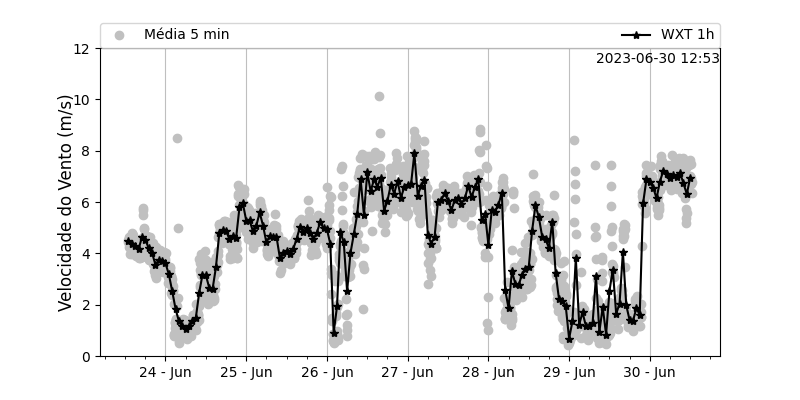 Média 5 min
WXT 1h
2023-06-30 12:53
Velocidade do Vento (m/s)
12
10
8
6
4
2
0
24 - Jun
25 - Jun
26 - Jun
27 - Jun
28 - Jun
29 - Jun
30 - Jun